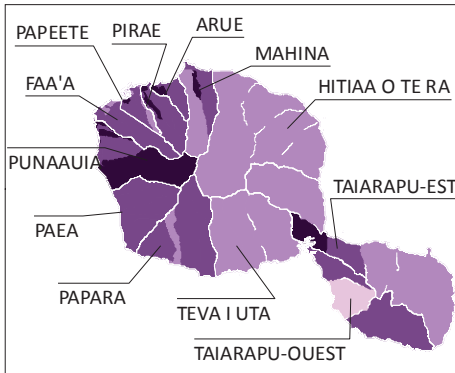 PAPEETE
PIRAE
ARUE
MAHINA
FAA'A
HITIAA O TE RA
PUNAAUIA
TAIARAPU-EST
PAEA
PAPARA
TEVA I UTA
TAIARAPU-OUEST